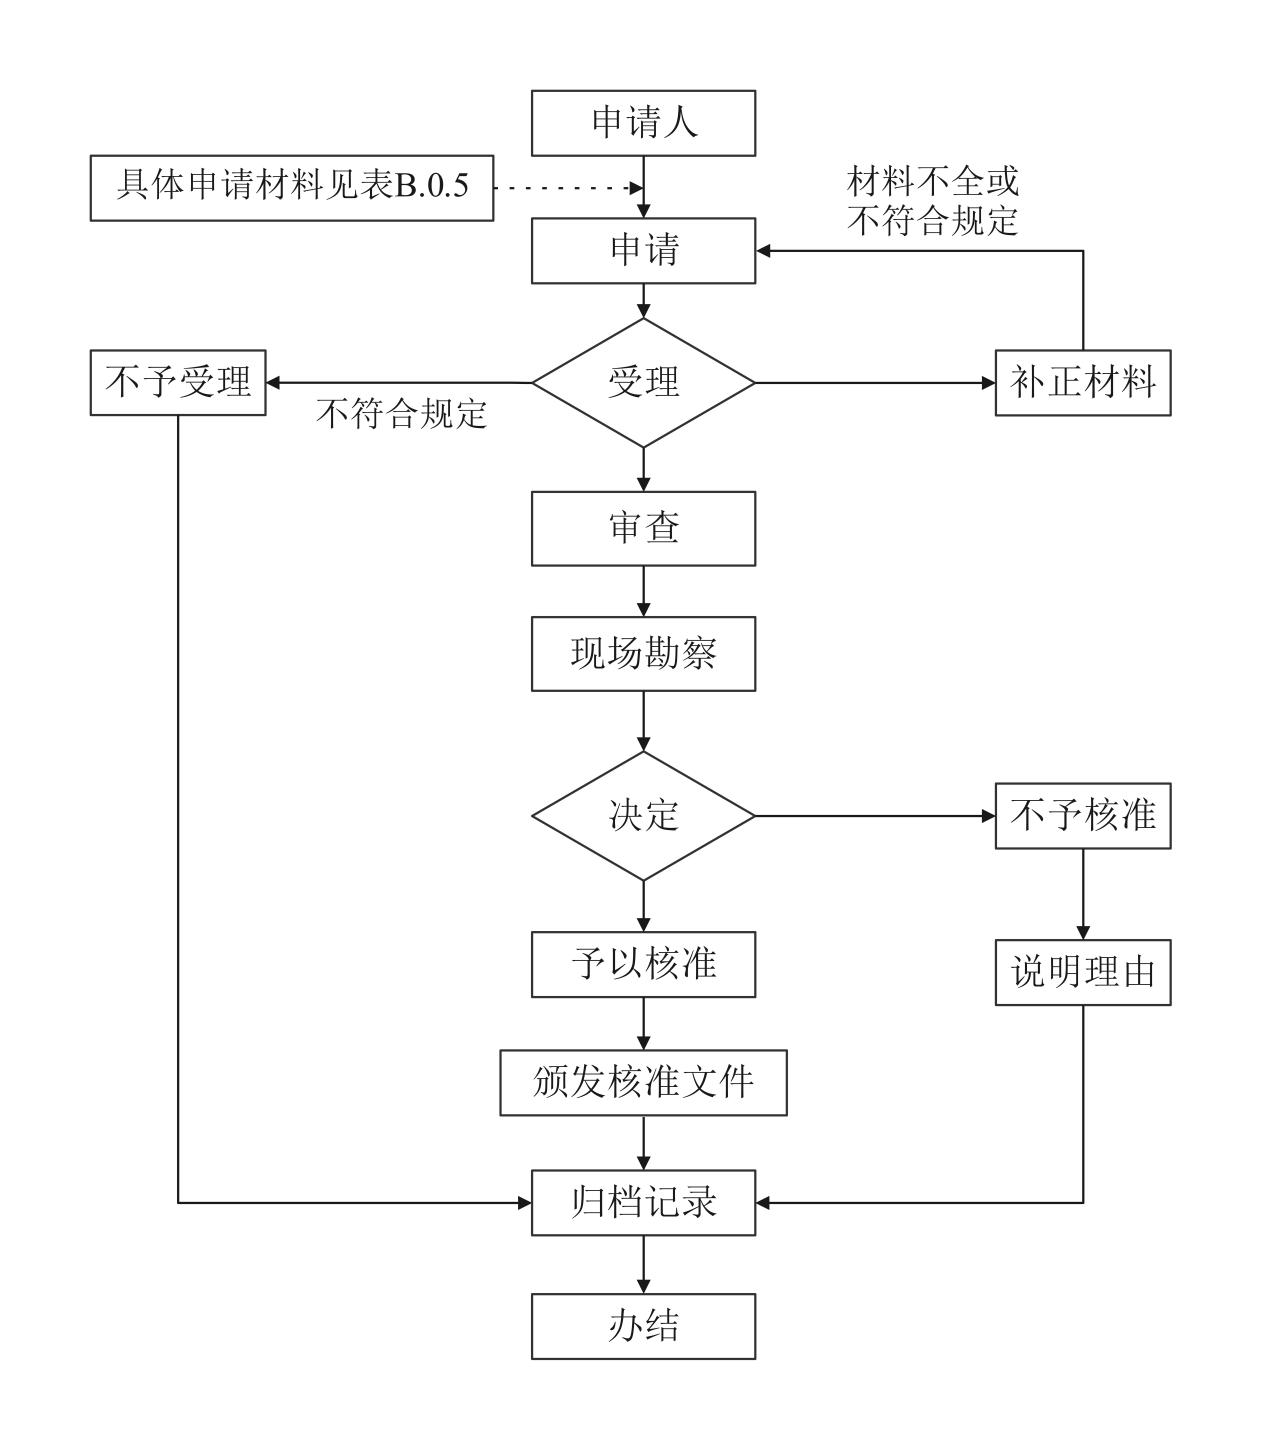 申请人
具体申请材料见表B.0.5
材料不全或
不符合规定
申请
不予受理
受理
补正材料
不符合规定
审查
现场勘察
决定
不予核准
予以核准
说明理由
颁发核准文件
归档记录
办结